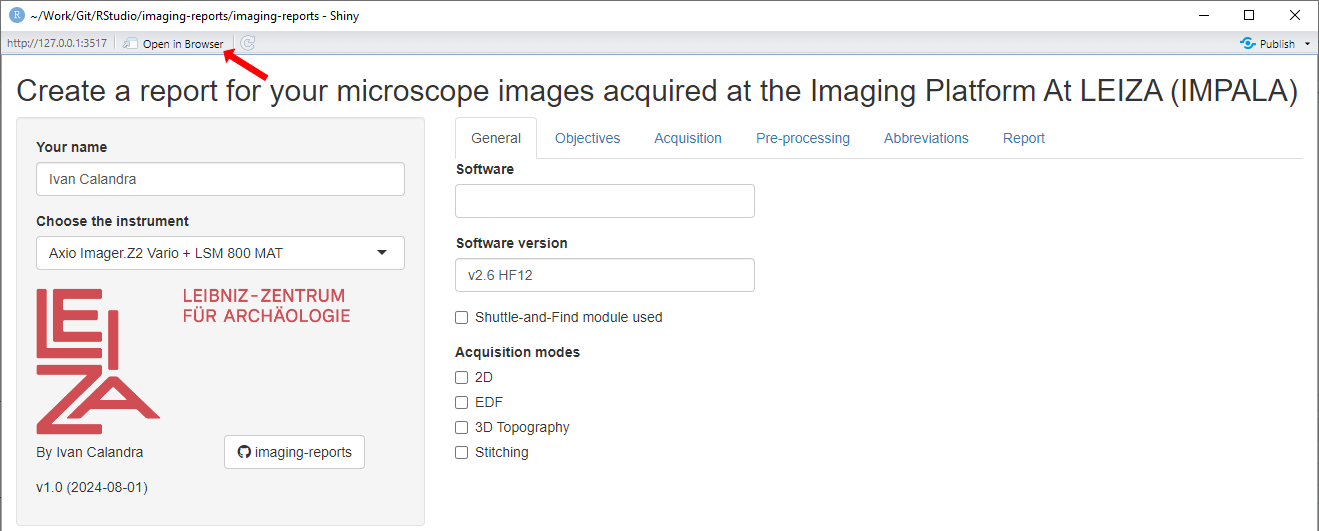 ~/Work/Git/RStudio/imaging-reports/imaging-reports - Shiny
http://127.0.0.1:3517 Open in Browser Publish
Create a report for your microscope images acquired at the Imaging Platform At LEIZA (IMPALA)
Your name
Ivan Calandra
Choose the instrument
Axio Imager.Z2 Vario + LSM 800 MAT
LEIZA
LEIBNIZ-ZENTRUM
FÜR ARCHÄOLOGIE
By Ivan Calandra
imaging-reports
v1.0 (2024-08-01)
General Objectives Acquisition Pre-processing Abbreviations Report
Software
Software version
v2.6 HF12
Shuttle-and-Find module used
Acquisition modes
2D
EDF
3D Topography
Stitching